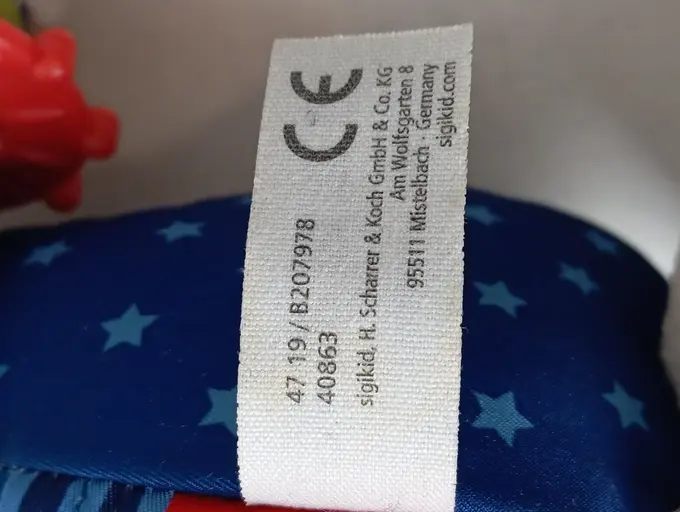 CE
47 19 / B207978
40863
sigikid, H. Scharrer & Koch GmbH & Co. KG
Am Wolfsgarten 8
95511 Mistelbach · Germany
sigikid.com